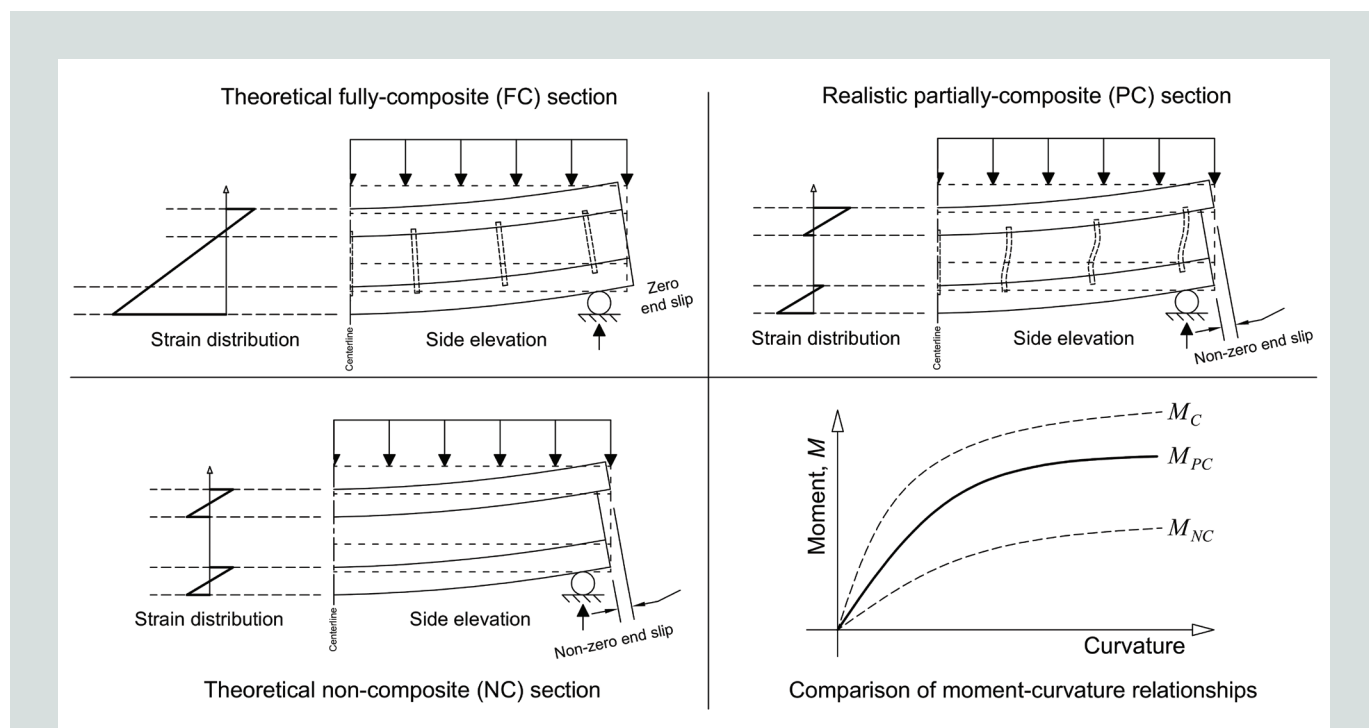 Theoretical fully-composite (FC) section
Zero
end slip
Strain distribution
Side elevation
Centerline
Realistic partially-composite (PC) section
Strain distribution
Side elevation
Centerline
Non-zero end slip
Strain distribution
Side elevation
Centerline
Non-zero end slip
Theoretical non-composite (NC) section
Moment, M
M_C
M_PC
M_NC
Curvature
Comparison of moment-curvature relationships